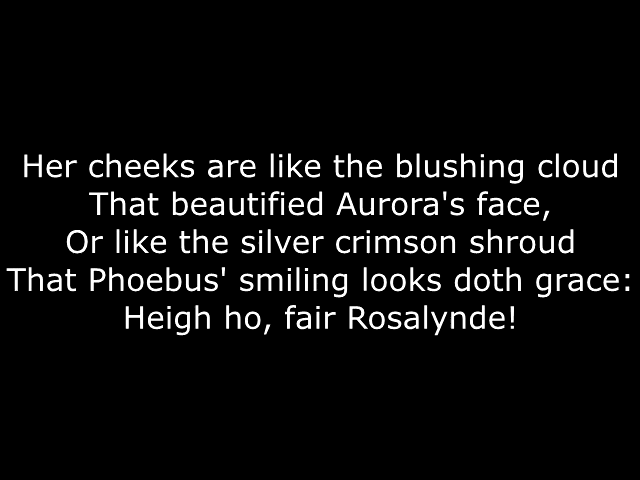 Her cheeks are like the blushing cloud
That beautified Aurora's face,
Or like the silver crimson shroud
That Phoebus' smiling looks doth grace:
Heigh ho, fair Rosalynde!